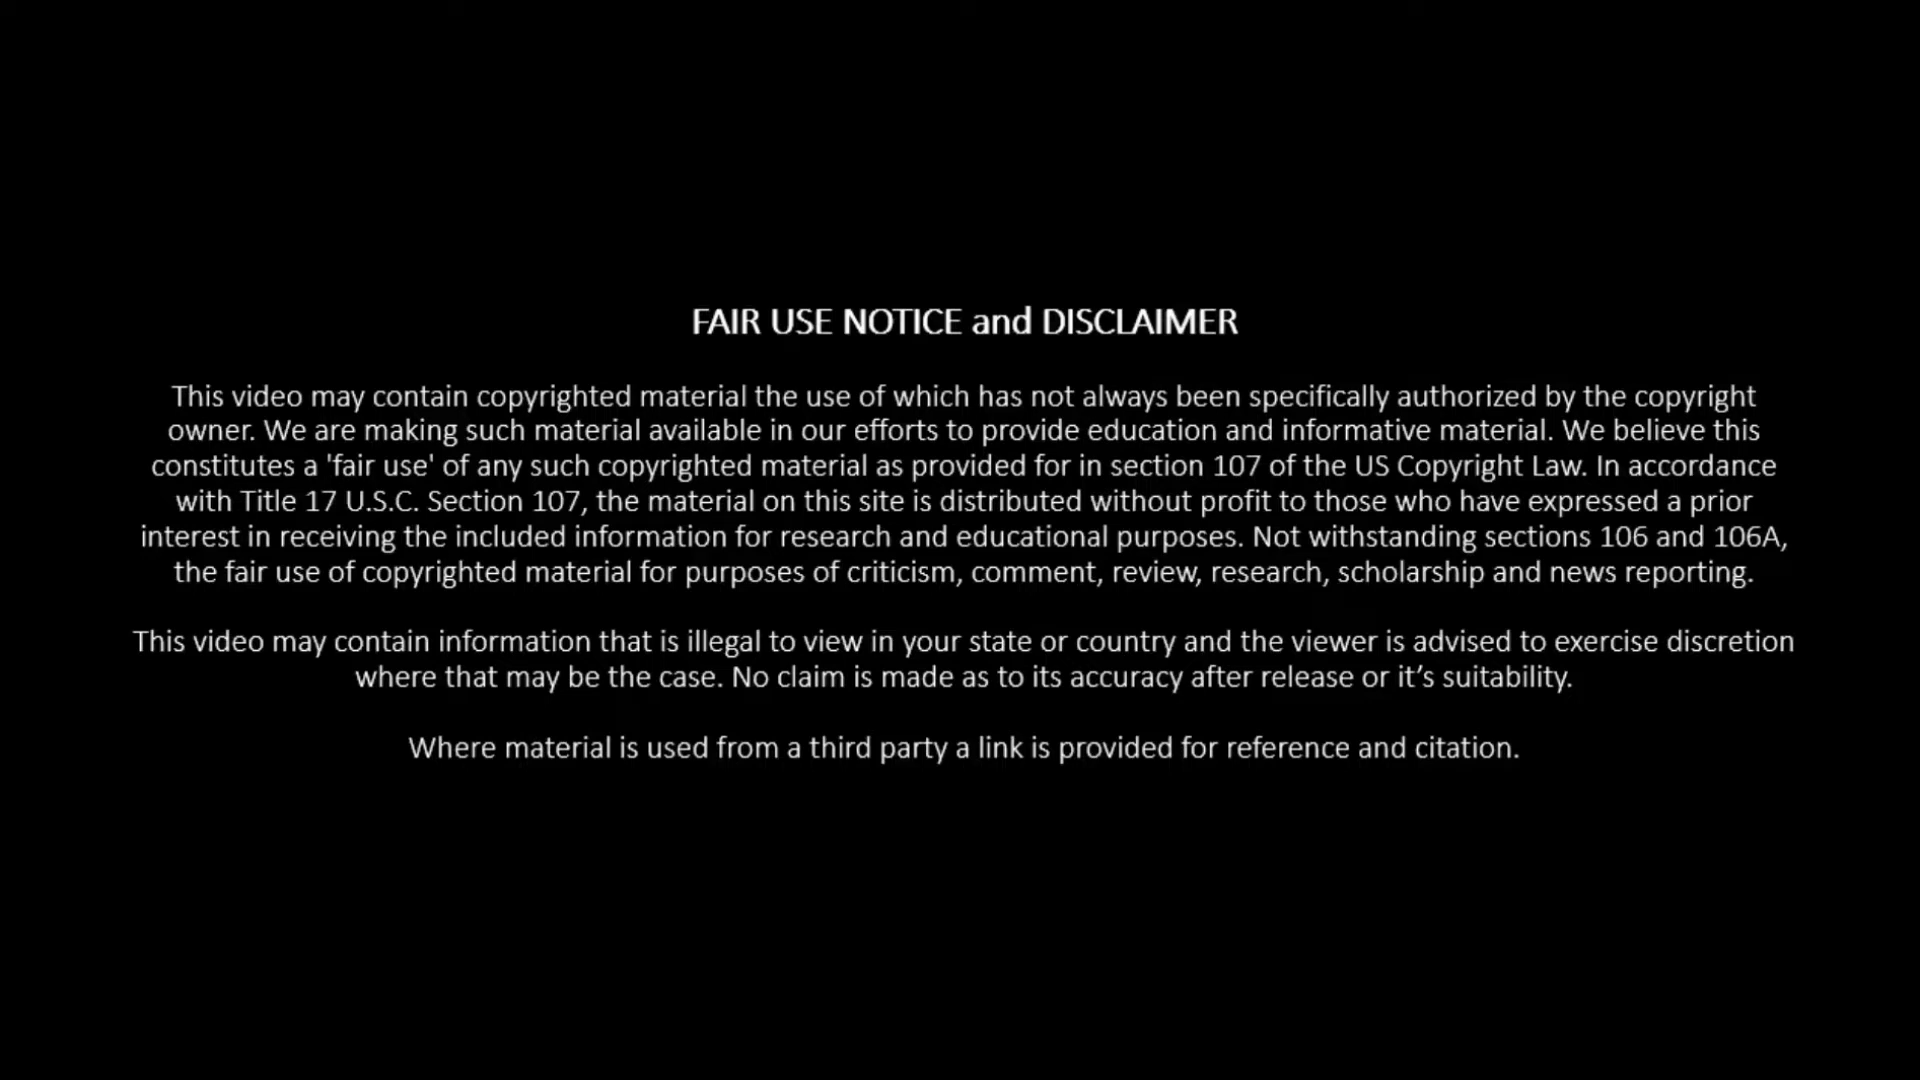 FAIR USE NOTICE and DISCLAIMER
This video may contain copyrighted material the use of which has not always been specifically authorized by the copyright
owner. We are making such material available in our efforts to provide education and informative material. We believe this
constitutes a 'fair use' of any such copyrighted material as provided for in section 107 of the US Copyright Law. In accordance
with Title 17 U.S.C. Section 107, the material on this site is distributed without profit to those who have expressed a prior
interest in receiving the included information for research and educational purposes. Not withstanding sections 106 and 106A,
the fair use of copyrighted material for purposes of criticism, comment, review, research, scholarship and news reporting.
This video may contain information that is illegal to view in your state or country and the viewer is advised to exercise discretion
where that may be the case. No claim is made as to its accuracy after release or it’s suitability.
Where material is used from a third party a link is provided for reference and citation.